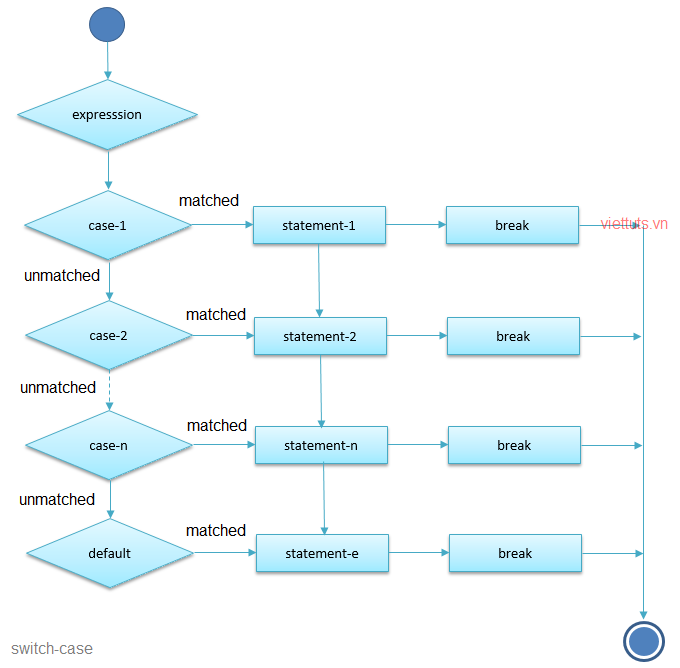 expresssion
matched
case-1
statement-1
break
viettuts.vn
unmatched
matched
case-2
statement-2
break
unmatched
matched
case-n
statement-n
break
unmatched
matched
default
statement-e
break
switch-case